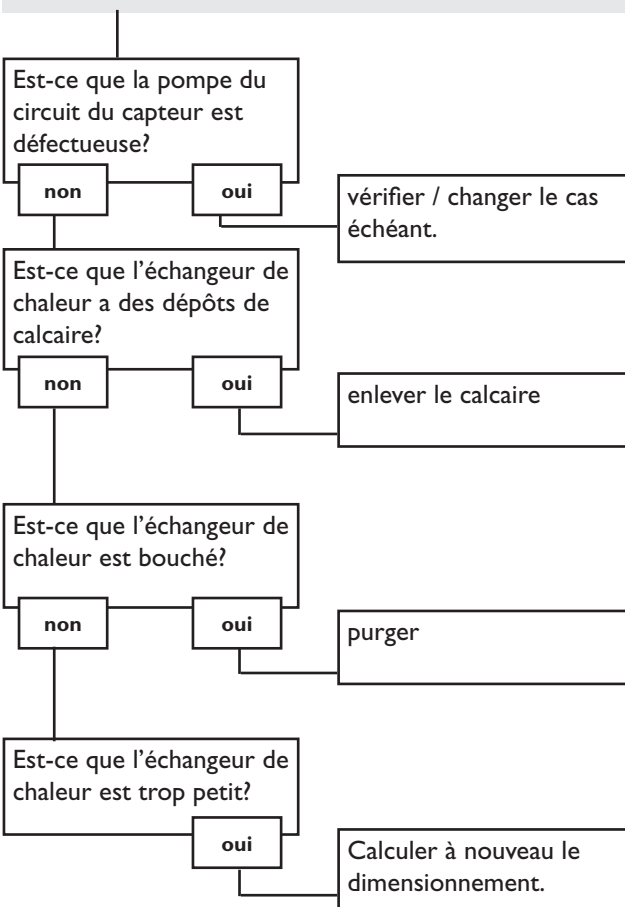 Est-ce que la pompe du
circuit du capteur est
défectueuse?
non
oui
vérifier / changer le cas
échéant.
Est-ce que l’échangeur de
chaleur a des dépôts de
calcaire?
non
oui
enlever le calcaire
Est-ce que l’échangeur de
chaleur est bouché?
non
oui
purger
Est-ce que l’échangeur de
chaleur est trop petit?
oui
Calculer à nouveau le
dimensionnement.